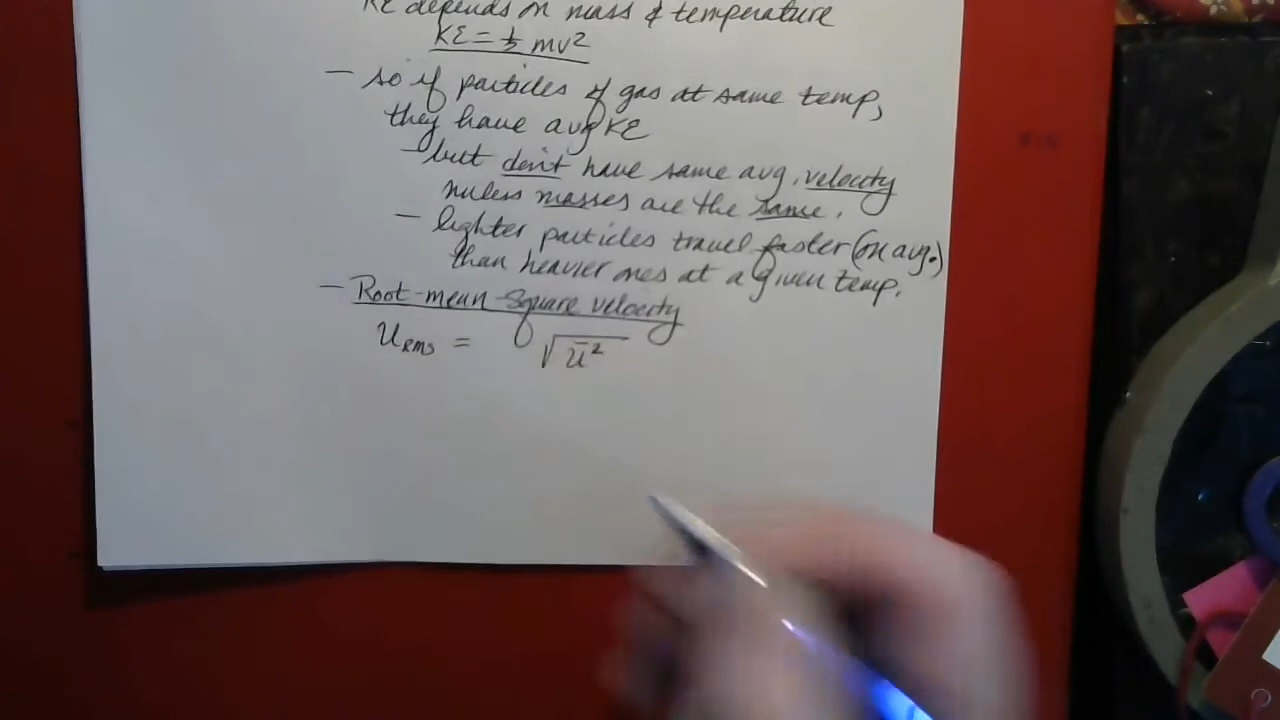 KE depends on mass & temperature
KE = ½ mv²
- so if particles of gas at same temp,
they have avg KE
- but don't have same avg. velocity
unless masses are the same.
- lighter particles travel faster (on avg.)
than heavier ones at a given temp.
- Root-mean-square velocity
uRMS = √ū²